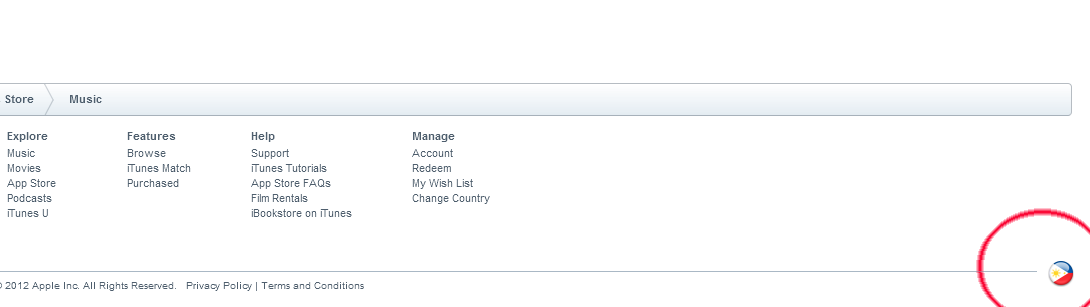 Store Music
Explore Features Help Manage
Music Browse Support Account
Movies iTunes Match iTunes Tutorials Redeem
App Store Purchased App Store FAQs My Wish List
Podcasts Film Rentals Change Country
iTunes U iBookstore on iTunes
© 2012 Apple Inc. All Rights Reserved. Privacy Policy | Terms and Conditions